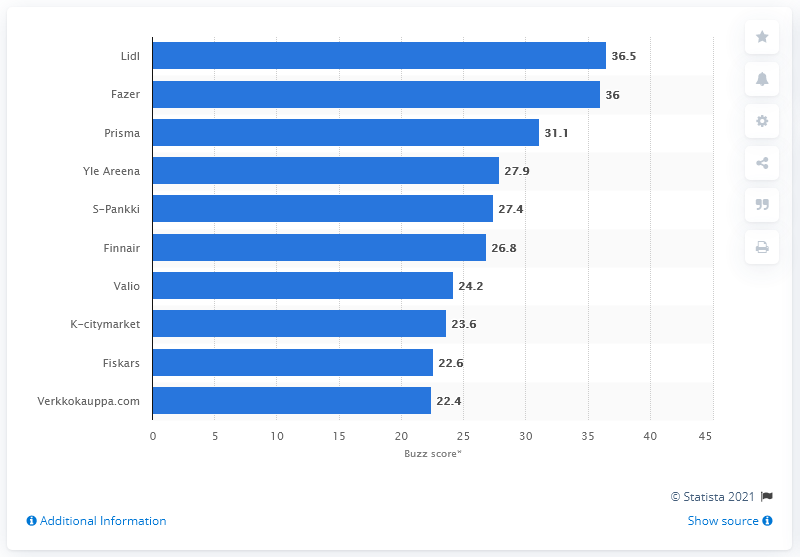 Lidl 36.5
Fazer 36
Prisma 31.1
Yle Areena 27.9
S-Pankki 27.4
Finnair 26.8
Valio 24.2
K-citymarket 23.6
Fiskars 22.6
Verkkokauppa.com 22.4
0 5 10 15 20 25 30 35 40 45
Buzz score*
© Statista 2021
Additional Information
Show source